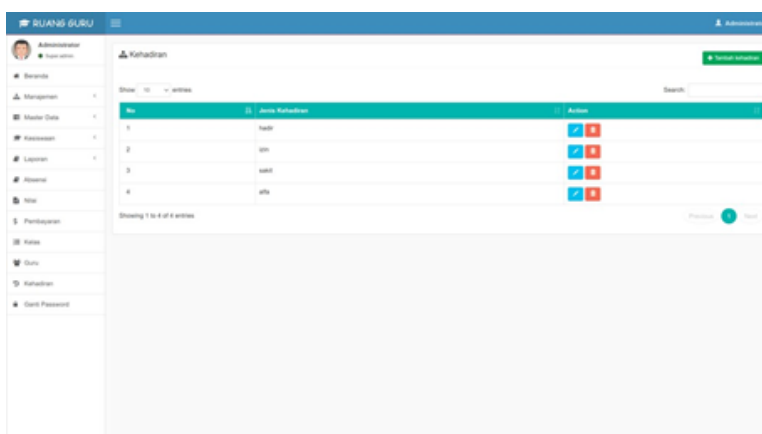 RUANG GURU
Administrator
Administrator
Super admin
Kehadiran
Tambah kehadiran
Beranda
Manajemen
Master Data
Kesiswaan
Laporan
Absensi
Nilai
Pembayaran
Kelas
Guru
Kehadiran
Ganti Password
Show 10 entries
Search:
No Jenis Kehadiran Action
1 hadir
2 izin
3 sakit
4 alfa
Showing 1 to 4 of 4 entries
Previous 1 Next